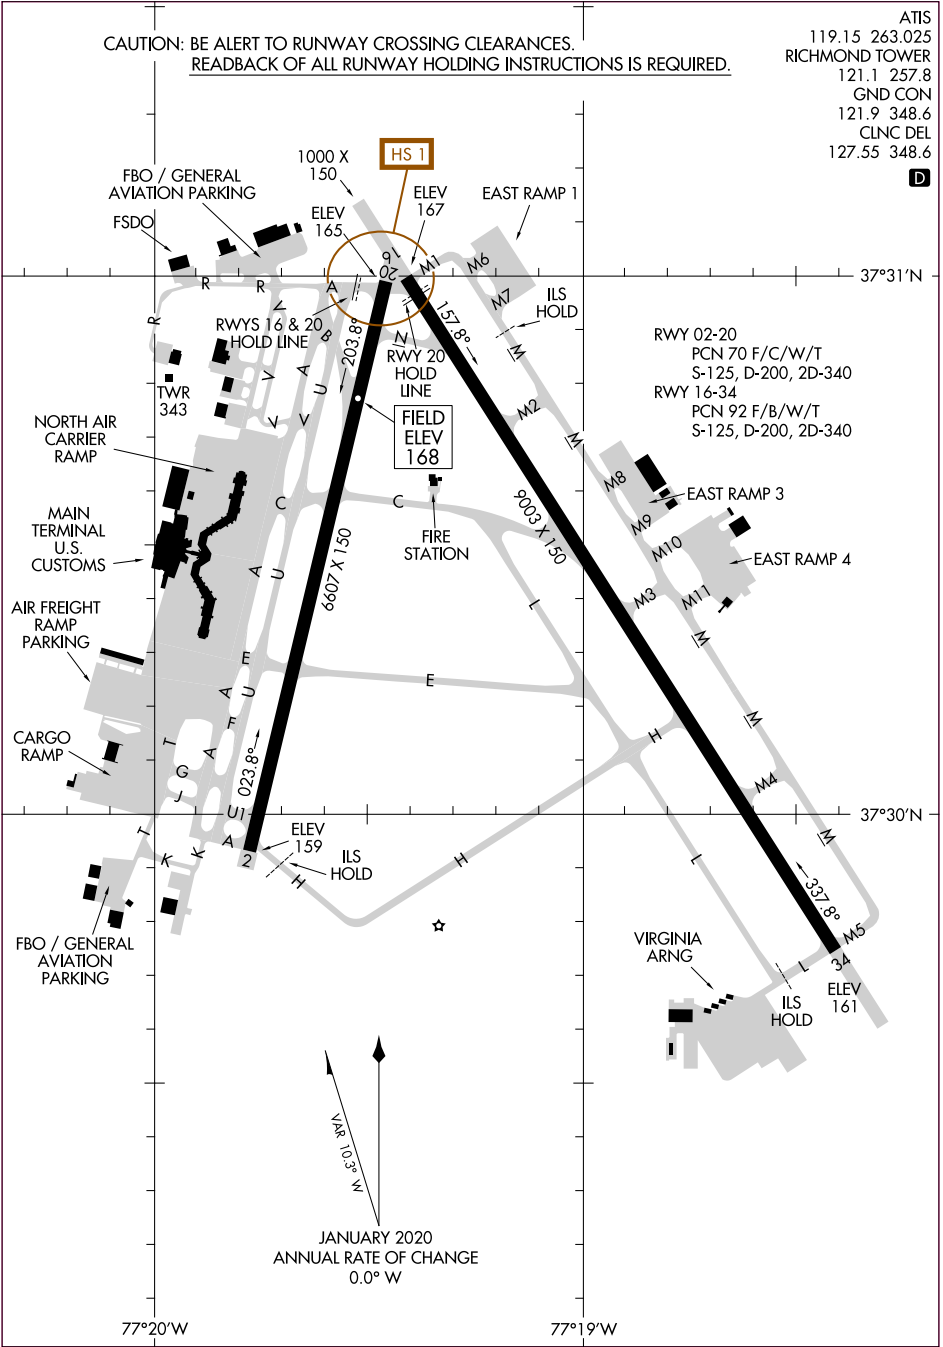 ATIS
119.15 263.025
RICHMOND TOWER
121.1 257.8
GND CON
121.9 348.6
CLNC DEL
127.55 348.6
D
CAUTION: BE ALERT TO RUNWAY CROSSING CLEARANCES.
READBACK OF ALL RUNWAY HOLDING INSTRUCTIONS IS REQUIRED.
HS 1
1000 X
150
FBO / GENERAL
AVIATION PARKING
FSDO
ELEV
165
ELEV
167
EAST RAMP 1
16
20
M1
M6
M7
37°31'N
R
R
A
V
R
RWYS 16 & 20
HOLD LINE
B
203.8°
N
RWY 20
HOLD
LINE
157.8°
ILS
HOLD
M
RWY 02-20
PCN 70 F/C/W/T
S-125, D-200, 2D-340
RWY 16-34
PCN 92 F/B/W/T
S-125, D-200, 2D-340
TWR
343
V
A
U
V
V
FIELD
ELEV
168
M2
M
NORTH AIR
CARRIER
RAMP
M8
EAST RAMP 3
C
C
9003 X 150
M9
MAIN
TERMINAL
U.S.
CUSTOMS
FIRE
STATION
M10
EAST RAMP 4
6607 X 150
A
U
L
M3
M11
AIR FREIGHT
RAMP
PARKING
M
E
E
A
U
F
M
H
CARGO
RAMP
T
A
G
023.8°
J
M4
U1
37°30'N
T
K
K
A
2
ELEV
159
ILS
HOLD
H
H
L
M
337.8°
FBO / GENERAL
AVIATION
PARKING
VIRGINIA
ARNG
M5
34
L
ILS
HOLD
ELEV
161
VAR 10.3° W
JANUARY 2020
ANNUAL RATE OF CHANGE
0.0° W
77°20'W
77°19'W